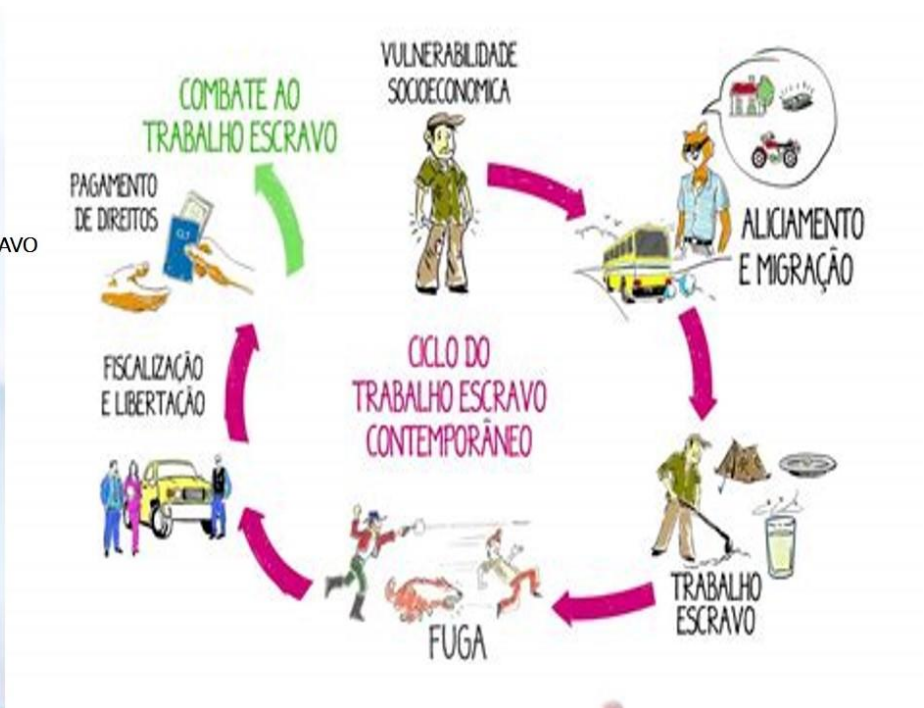 VULNERABILIDADE
SOCIOECONOMICA
ALICIAMENTO
E MIGRAÇÃO
TRABALHO
ESCRAVO
FUGA
FISCALIZAÇÃO
E LIBERTAÇÃO
PAGAMENTO
DE DIREITOS
COMBATE AO
TRABALHO ESCRAVO
CICLO DO
TRABALHO ESCRAVO
CONTEMPORÂNEO
AVO